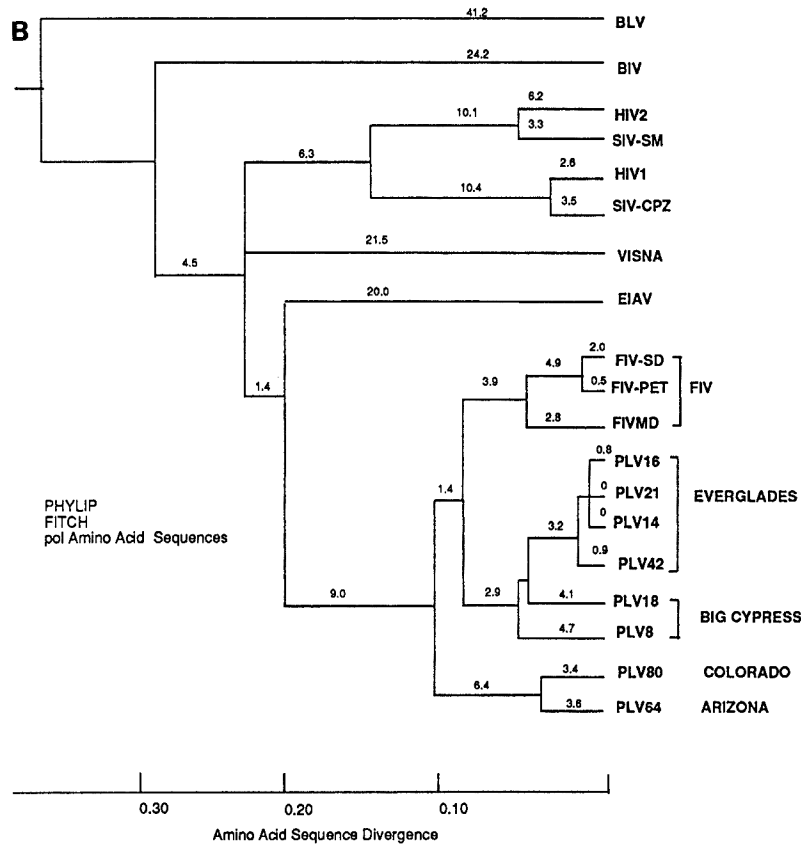 B
41.2
BLV
24.2
BIV
6.2
HIV2
10.1
3.3
SIV-SM
6.3
2.6
HIV1
10.4
3.5
SIV-CPZ
21.5
VISNA
4.5
20.0
EIAV
2.0
FIV-SD
4.9
0.5
FIV-PET
FIV
3.9
2.8
FIVMD
1.4
0.8
PLV16
0
PLV21
EVERGLADES
1.4
0
PLV14
PHYLIP
FITCH
pol Amino Acid Sequences
3.2
0.9
PLV42
9.0
2.9
4.1
PLV18
BIG CYPRESS
4.7
PLV8
3.4
PLV80
COLORADO
6.4
3.6
PLV64
ARIZONA
0.30
0.20
0.10
Amino Acid Sequence Divergence